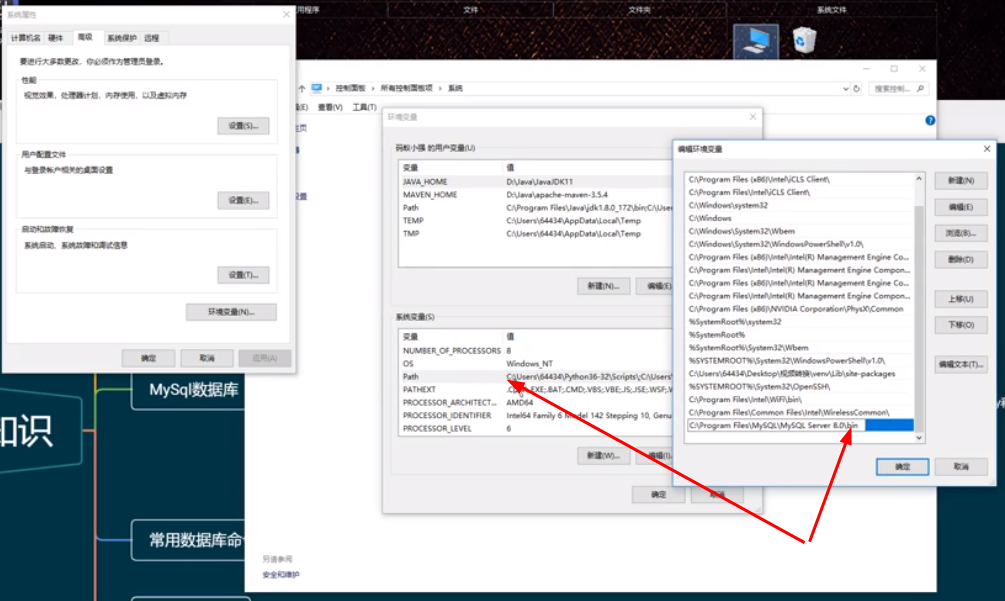 用程序
文件
文件夹
系统文件
系统属性
计算机名
硬件
高级
系统保护
远程
要进行大多数更改，你必须作为管理员登录。
性能
视觉效果，处理器计划，内存使用，以及虚拟内存
设置(S)...
用户配置文件
与登录帐户相关的桌面设置
设置(E)...
启动和故障恢复
系统启动、系统故障和调试信息
设置(T)...
环境变量(N)...
确定
取消
应用(A)
控制面板 › 所有控制面板项 › 系统
搜索控制...
(E) 查看(V) 工具(T)
主页
设置
环境变量
码蚁小强 的用户变量(U)
变量 值
JAVA_HOME D:\Java\JavaJDK11
MAVEN_HOME D:\Java\apache-maven-3.5.4
Path C:\Program Files\Java\jdk1.8.0_172\bin;C:\Use
TEMP C:\Users\64434\AppData\Local\Temp
TMP C:\Users\64434\AppData\Local\Temp
新建(N)...
编辑(E)
系统变量(S)
变量 值
NUMBER_OF_PROCESSORS 8
OS Windows_NT
Path C:\Users\64434\Python36-32\Scripts\;C:\Users
PATHEXT .COM;.EXE;.BAT;.CMD;.VBS;.VBE;.JS;.JSE;.WSF;
PROCESSOR_ARCHITECT... AMD64
PROCESSOR_IDENTIFIER Intel64 Family 6 Model 142 Stepping 10, Genu
PROCESSOR_LEVEL 6
新建(W)...
编辑(I)
确定
取消
编辑环境变量
C:\Program Files (x86)\Intel\iCLS Client\
C:\Program Files\Intel\iCLS Client\
C:\Windows\system32
C:\Windows
C:\Windows\System32\Wbem
C:\Windows\System32\WindowsPowerShell\v1.0\
C:\Program Files (x86)\Intel\Intel(R) Management Engine Co...
C:\Program Files\Intel\Intel(R) Management Engine Compon...
C:\Program Files (x86)\Intel\Intel(R) Management Engine Co...
C:\Program Files\Intel\Intel(R) Management Engine Compon...
C:\Program Files (x86)\NVIDIA Corporation\PhysX\Common
%SystemRoot%\system32
%SystemRoot%
%SystemRoot%\System32\Wbem
%SYSTEMROOT%\System32\WindowsPowerShell\v1.0\
C:\Users\64434\Desktop\视频转换\venv\Lib\site-packages
%SYSTEMROOT%\System32\OpenSSH\
C:\Program Files\Intel\WiFi\bin\
C:\Program Files\Common Files\Intel\WirelessCommon\
C:\Program Files\MySQL\MySQL Server 8.0\bin
新建(N)
编辑(E)
浏览(B)...
删除(D)
上移(U)
下移(O)
编辑文本(T)...
确定
取消
MySql数据库
知识
常用数据库命
另请参阅
安全和维护